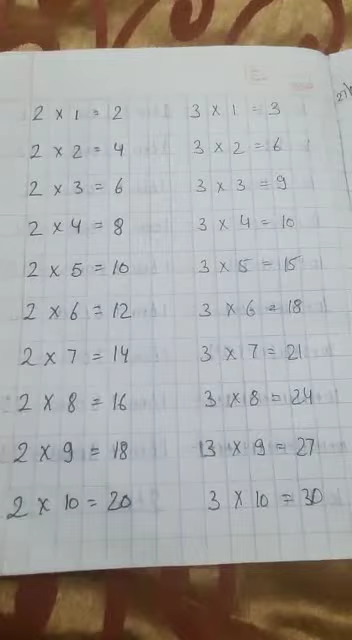 2 x 1 = 2
2 x 2 = 4
2 x 3 = 6
2 x 4 = 8
2 x 5 = 10
2 x 6 = 12
2 x 7 = 14
2 x 8 = 16
2 x 9 = 18
2 x 10 = 20
3 x 1 = 3
3 x 2 = 6
3 x 3 = 9
3 x 4 = 10
3 x 5 = 15
3 x 6 = 18
3 x 7 = 21
3 x 8 = 24
13 x 9 = 27
3 x 10 = 30